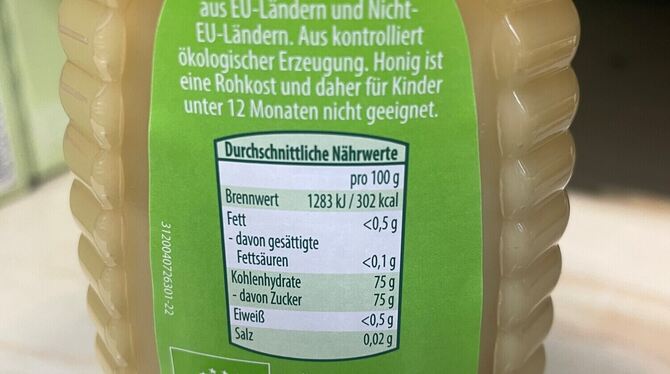 aus EU-Ländern und Nicht-
EU-Ländern. Aus kontrolliert
ökologischer Erzeugung. Honig ist
eine Rohkost und daher für Kinder
unter 12 Monaten nicht geeignet.
Durchschnittliche Nährwerte
pro 100 g
Brennwert 1283 kJ / 302 kcal
Fett <0,5 g
- davon gesättigte
Fettsäuren <0,1 g
Kohlenhydrate 75 g
- davon Zucker 75 g
Eiweiß <0,5 g
Salz 0,02 g
3120040726301-22